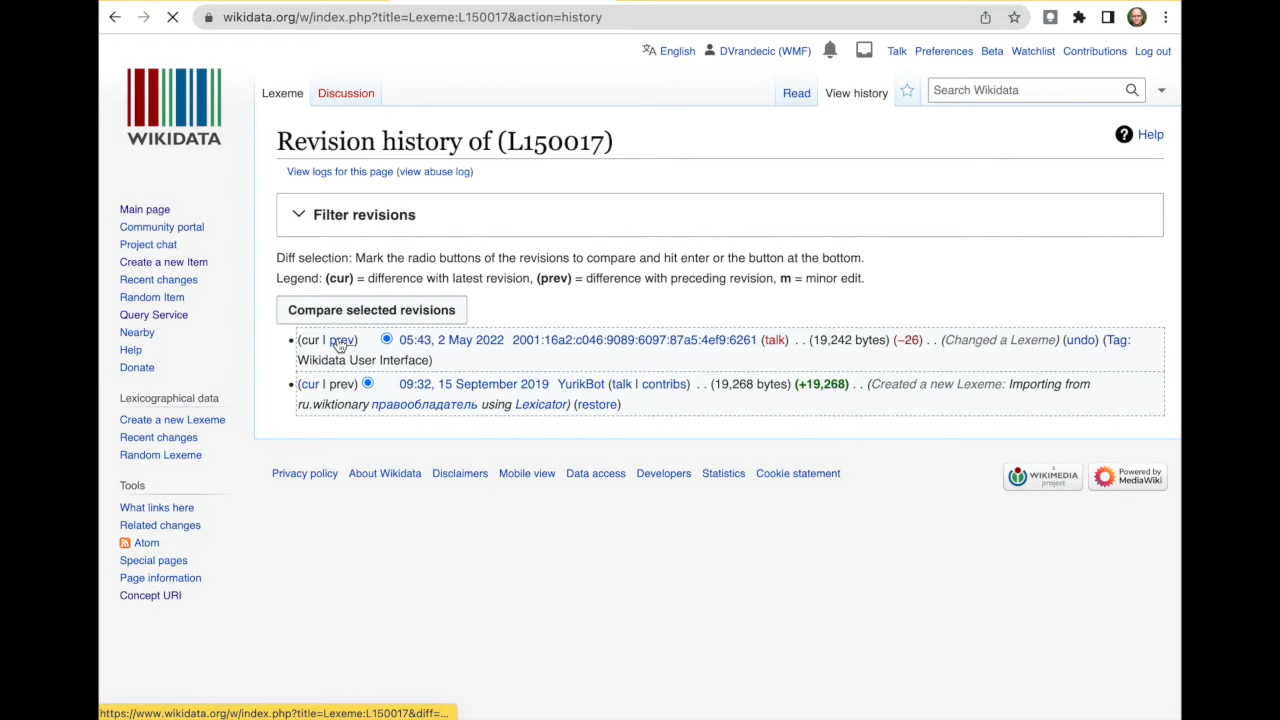 wikidata.org/w/index.php?title=Lexeme:L150017&action=history
English DVrandecic (WMF) Talk Preferences Beta Watchlist Contributions Log out
Lexeme Discussion Read View history Search Wikidata
WIKIDATA
Revision history of (L150017)
Help
View logs for this page (view abuse log)
Filter revisions
Diff selection: Mark the radio buttons of the revisions to compare and hit enter or the button at the bottom.
Legend: (cur) = difference with latest revision, (prev) = difference with preceding revision, m = minor edit.
Compare selected revisions
(cur | prev) 05:43, 2 May 2022 2001:16a2:c046:9089:6097:87a5:4ef9:6261 (talk) . . (19,242 bytes) (−26) . . (Changed a Lexeme) (undo) (Tag:
Wikidata User Interface)
(cur | prev) 09:32, 15 September 2019 YurikBot (talk | contribs) . . (19,268 bytes) (+19,268) . . (Created a new Lexeme: Importing from
ru.wiktionary правообладатель using Lexicator) (restore)
Main page
Community portal
Project chat
Create a new Item
Recent changes
Random Item
Query Service
Nearby
Help
Donate
Lexicographical data
Create a new Lexeme
Recent changes
Random Lexeme
Tools
What links here
Related changes
Atom
Special pages
Page information
Concept URI
Privacy policy About Wikidata Disclaimers Mobile view Data access Developers Statistics Cookie statement
a WIKIMEDIA project
Powered by MediaWiki
https://www.wikidata.org/w/index.php?title=Lexeme:L150017&diff=...